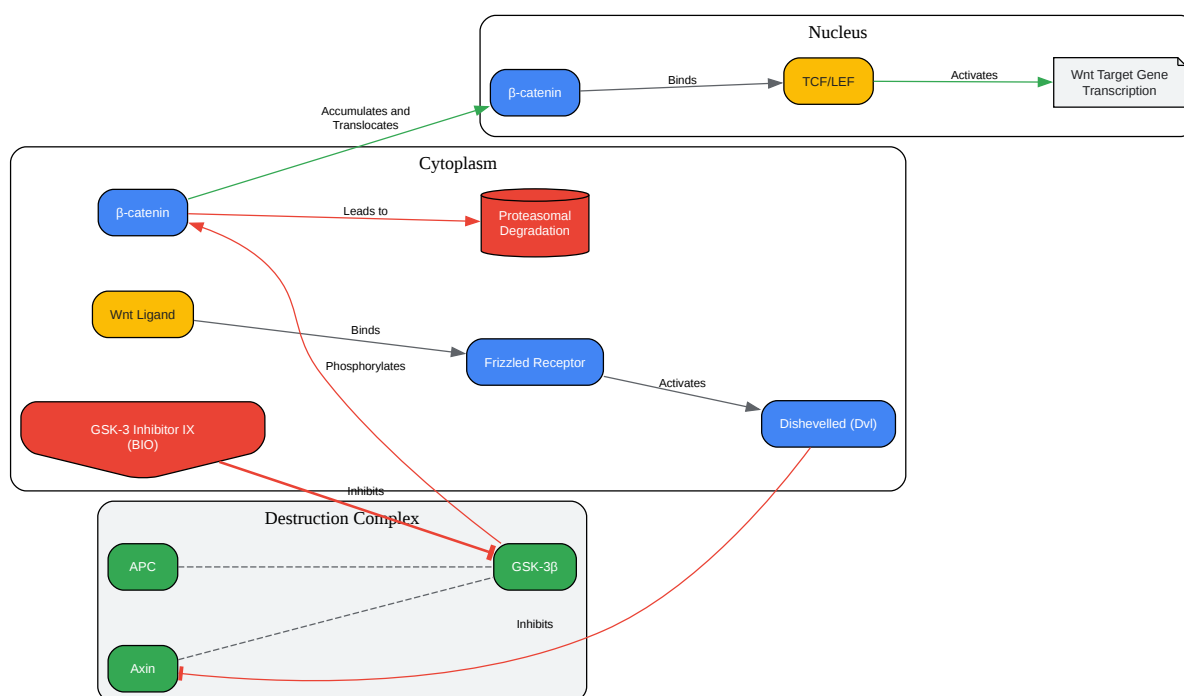 Nucleus
β-catenin
Binds
TCF/LEF
Activates
Wnt Target Gene
Transcription
Accumulates and
Translocates
Cytoplasm
β-catenin
Leads to
Proteasomal
Degradation
Wnt Ligand
Binds
Frizzled Receptor
Phosphorylates
Activates
Dishevelled (Dvl)
GSK-3 Inhibitor IX
(BIO)
Inhibits
Destruction Complex
APC
GSK-3β
Inhibits
Axin